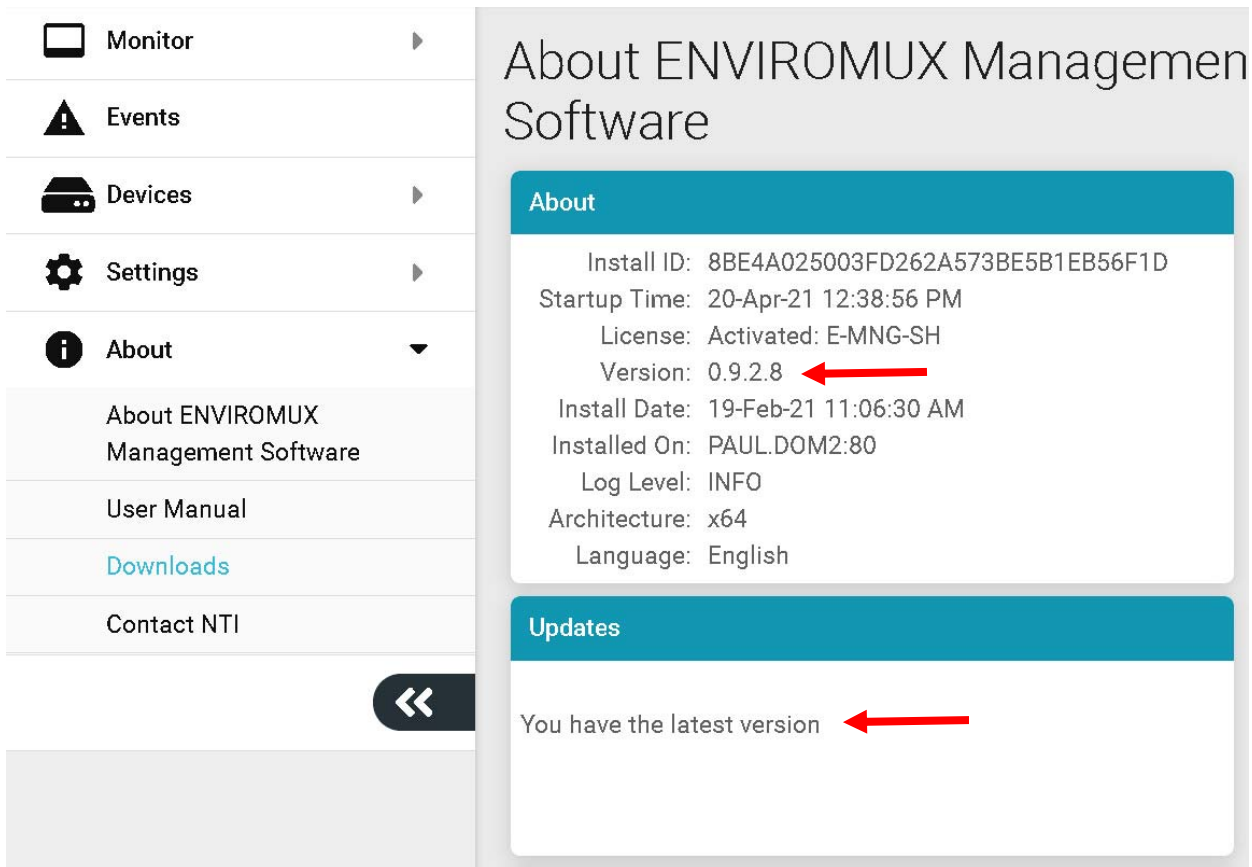 Monitor
Events
Devices
Settings
About
About ENVIROMUX
Management Software
User Manual
Downloads
Contact NTI
About ENVIROMUX Managemen
Software
About
Install ID: 8BE4A025003FD262A573BE5B1EB56F1D
Startup Time: 20-Apr-21 12:38:56 PM
License: Activated: E-MNG-SH
Version: 0.9.2.8
Install Date: 19-Feb-21 11:06:30 AM
Installed On: PAUL.DOM2:80
Log Level: INFO
Architecture: x64
Language: English
Updates
You have the latest version